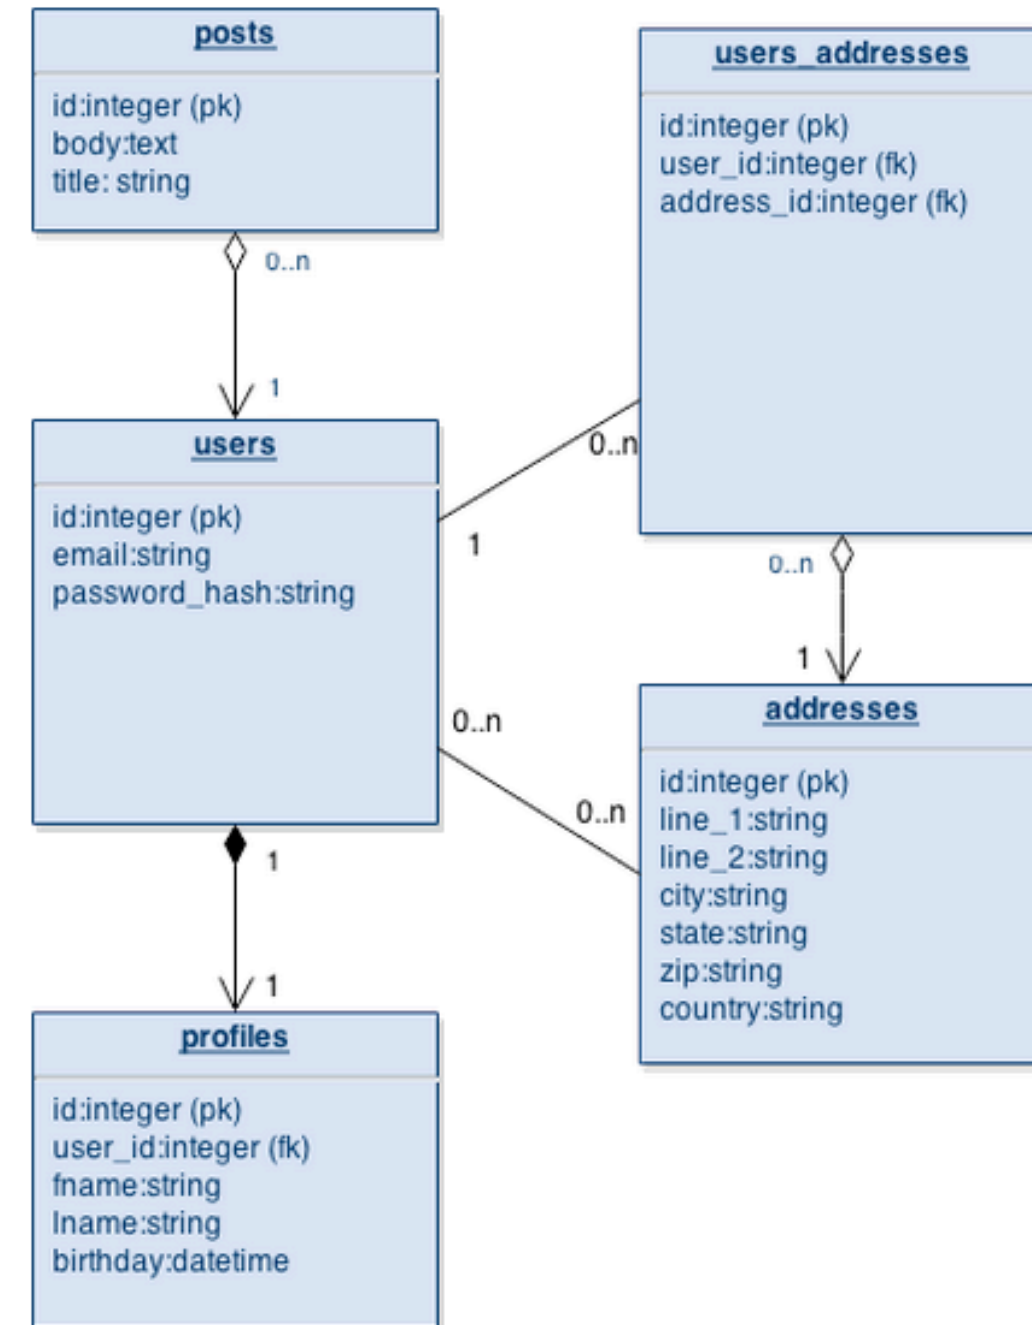 posts
id:integer (pk)
body:text
title: string
0..n
1
users
id:integer (pk)
email:string
password_hash:string
1
1
profiles
id:integer (pk)
user_id:integer (fk)
fname:string
lname:string
birthday:datetime
users_addresses
id:integer (pk)
user_id:integer (fk)
address_id:integer (fk)
0..n
1
0..n
1
0..n
0..n
addresses
id:integer (pk)
line_1:string
line_2:string
city:string
state:string
zip:string
country:string